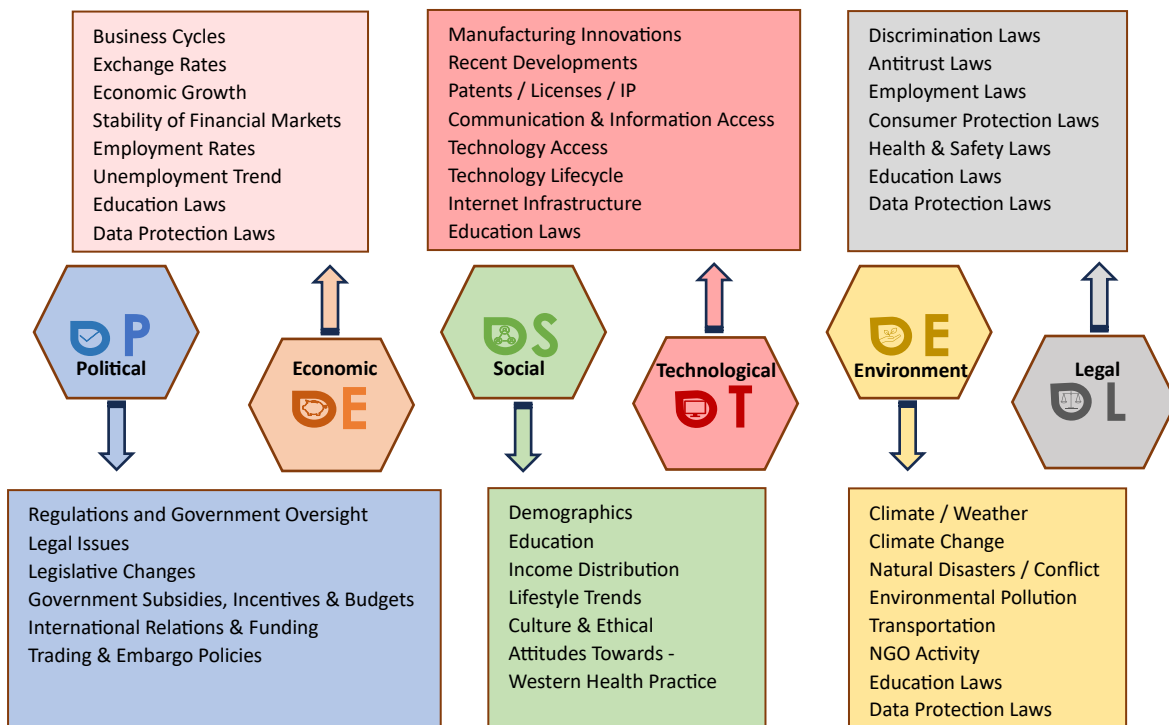 Business Cycles
Exchange Rates
Economic Growth
Stability of Financial Markets
Employment Rates
Unemployment Trend
Education Laws
Data Protection Laws
Manufacturing Innovations
Recent Developments
Patents / Licenses / IP
Communication & Information Access
Technology Access
Technology Lifecycle
Internet Infrastructure
Education Laws
Discrimination Laws
Antitrust Laws
Employment Laws
Consumer Protection Laws
Health & Safety Laws
Education Laws
Data Protection Laws
P
Political
Economic
E
S
Social
Technological
T
E
Environment
Legal
L
Regulations and Government Oversight
Legal Issues
Legislative Changes
Government Subsidies, Incentives & Budgets
International Relations & Funding
Trading & Embargo Policies
Demographics
Education
Income Distribution
Lifestyle Trends
Culture & Ethical
Attitudes Towards -
Western Health Practice
Climate / Weather
Climate Change
Natural Disasters / Conflict
Environmental Pollution
Transportation
NGO Activity
Education Laws
Data Protection Laws